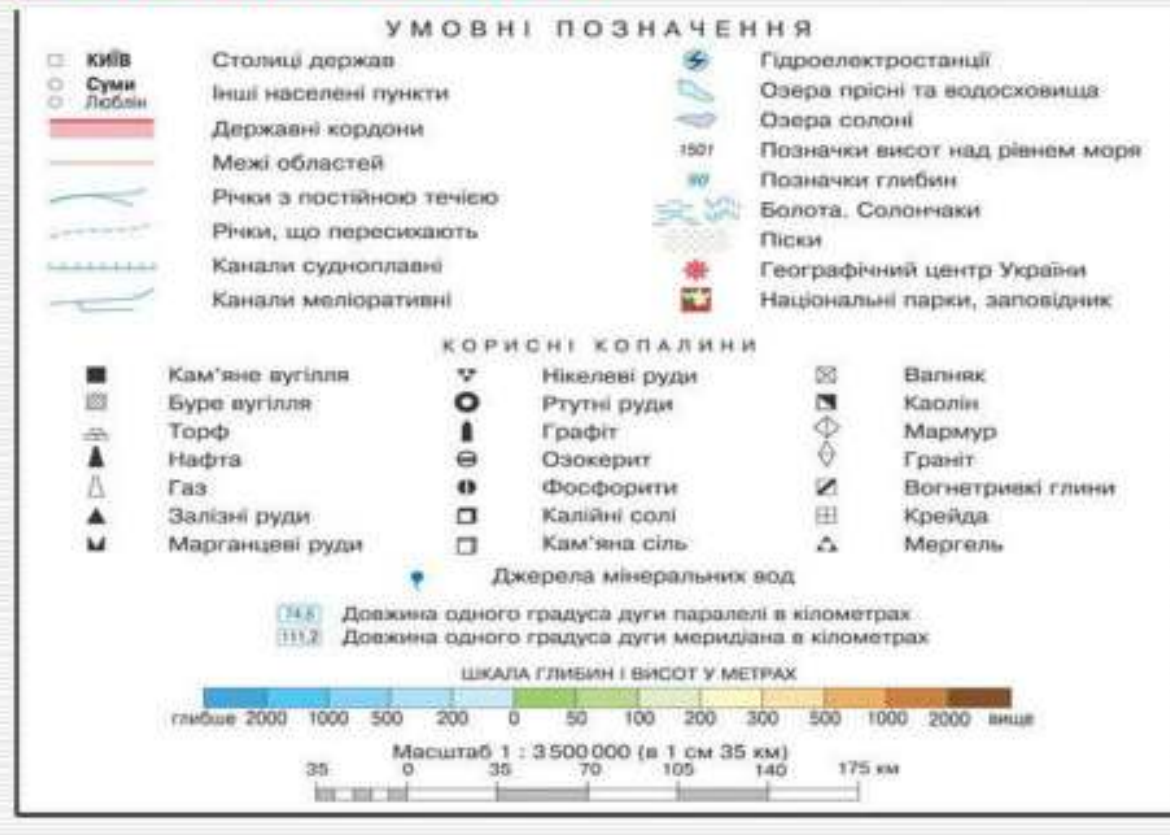 УМОВНІ ПОЗНАЧЕННЯ
КИЇВ Столиці держав
Суми
Люблін
Інші населені пункти
Державні кордони
Межі областей
Річки з постійною течією
Річки, що пересихають
Канали судноплавні
Канали меліоративні
Гідроелектростанції
Озера прісні та водосховища
Озера солоні
1501 Позначки висот над рівнем моря
90 Позначки глибин
Болота. Солончаки
Піски
Географічний центр України
Національні парки, заповідник
КОРИСНІ КОПАЛИНИ
Кам'яне вугілля
Буре вугілля
Торф
Нафта
Газ
Залізні руди
Марганцеві руди
Нікелеві руди
Ртутні руди
Графіт
Озокерит
Фосфорити
Калійні солі
Кам'яна сіль
Вапняк
Каолін
Мармур
Граніт
Вогнетривкі глини
Крейда
Мергель
Джерела мінеральних вод
74,6 Довжина одного градуса дуги паралелі в кілометрах
111,2 Довжина одного градуса дуги меридіана в кілометрах
ШКАЛА ГЛИБИН І ВИСОТ У МЕТРАХ
глибше 2000 1000 500 200 0 50 100 200 300 500 1000 2000 вище
Масштаб 1 : 3 500 000 (в 1 см 35 км)
35 0 35 70 105 140 175 км